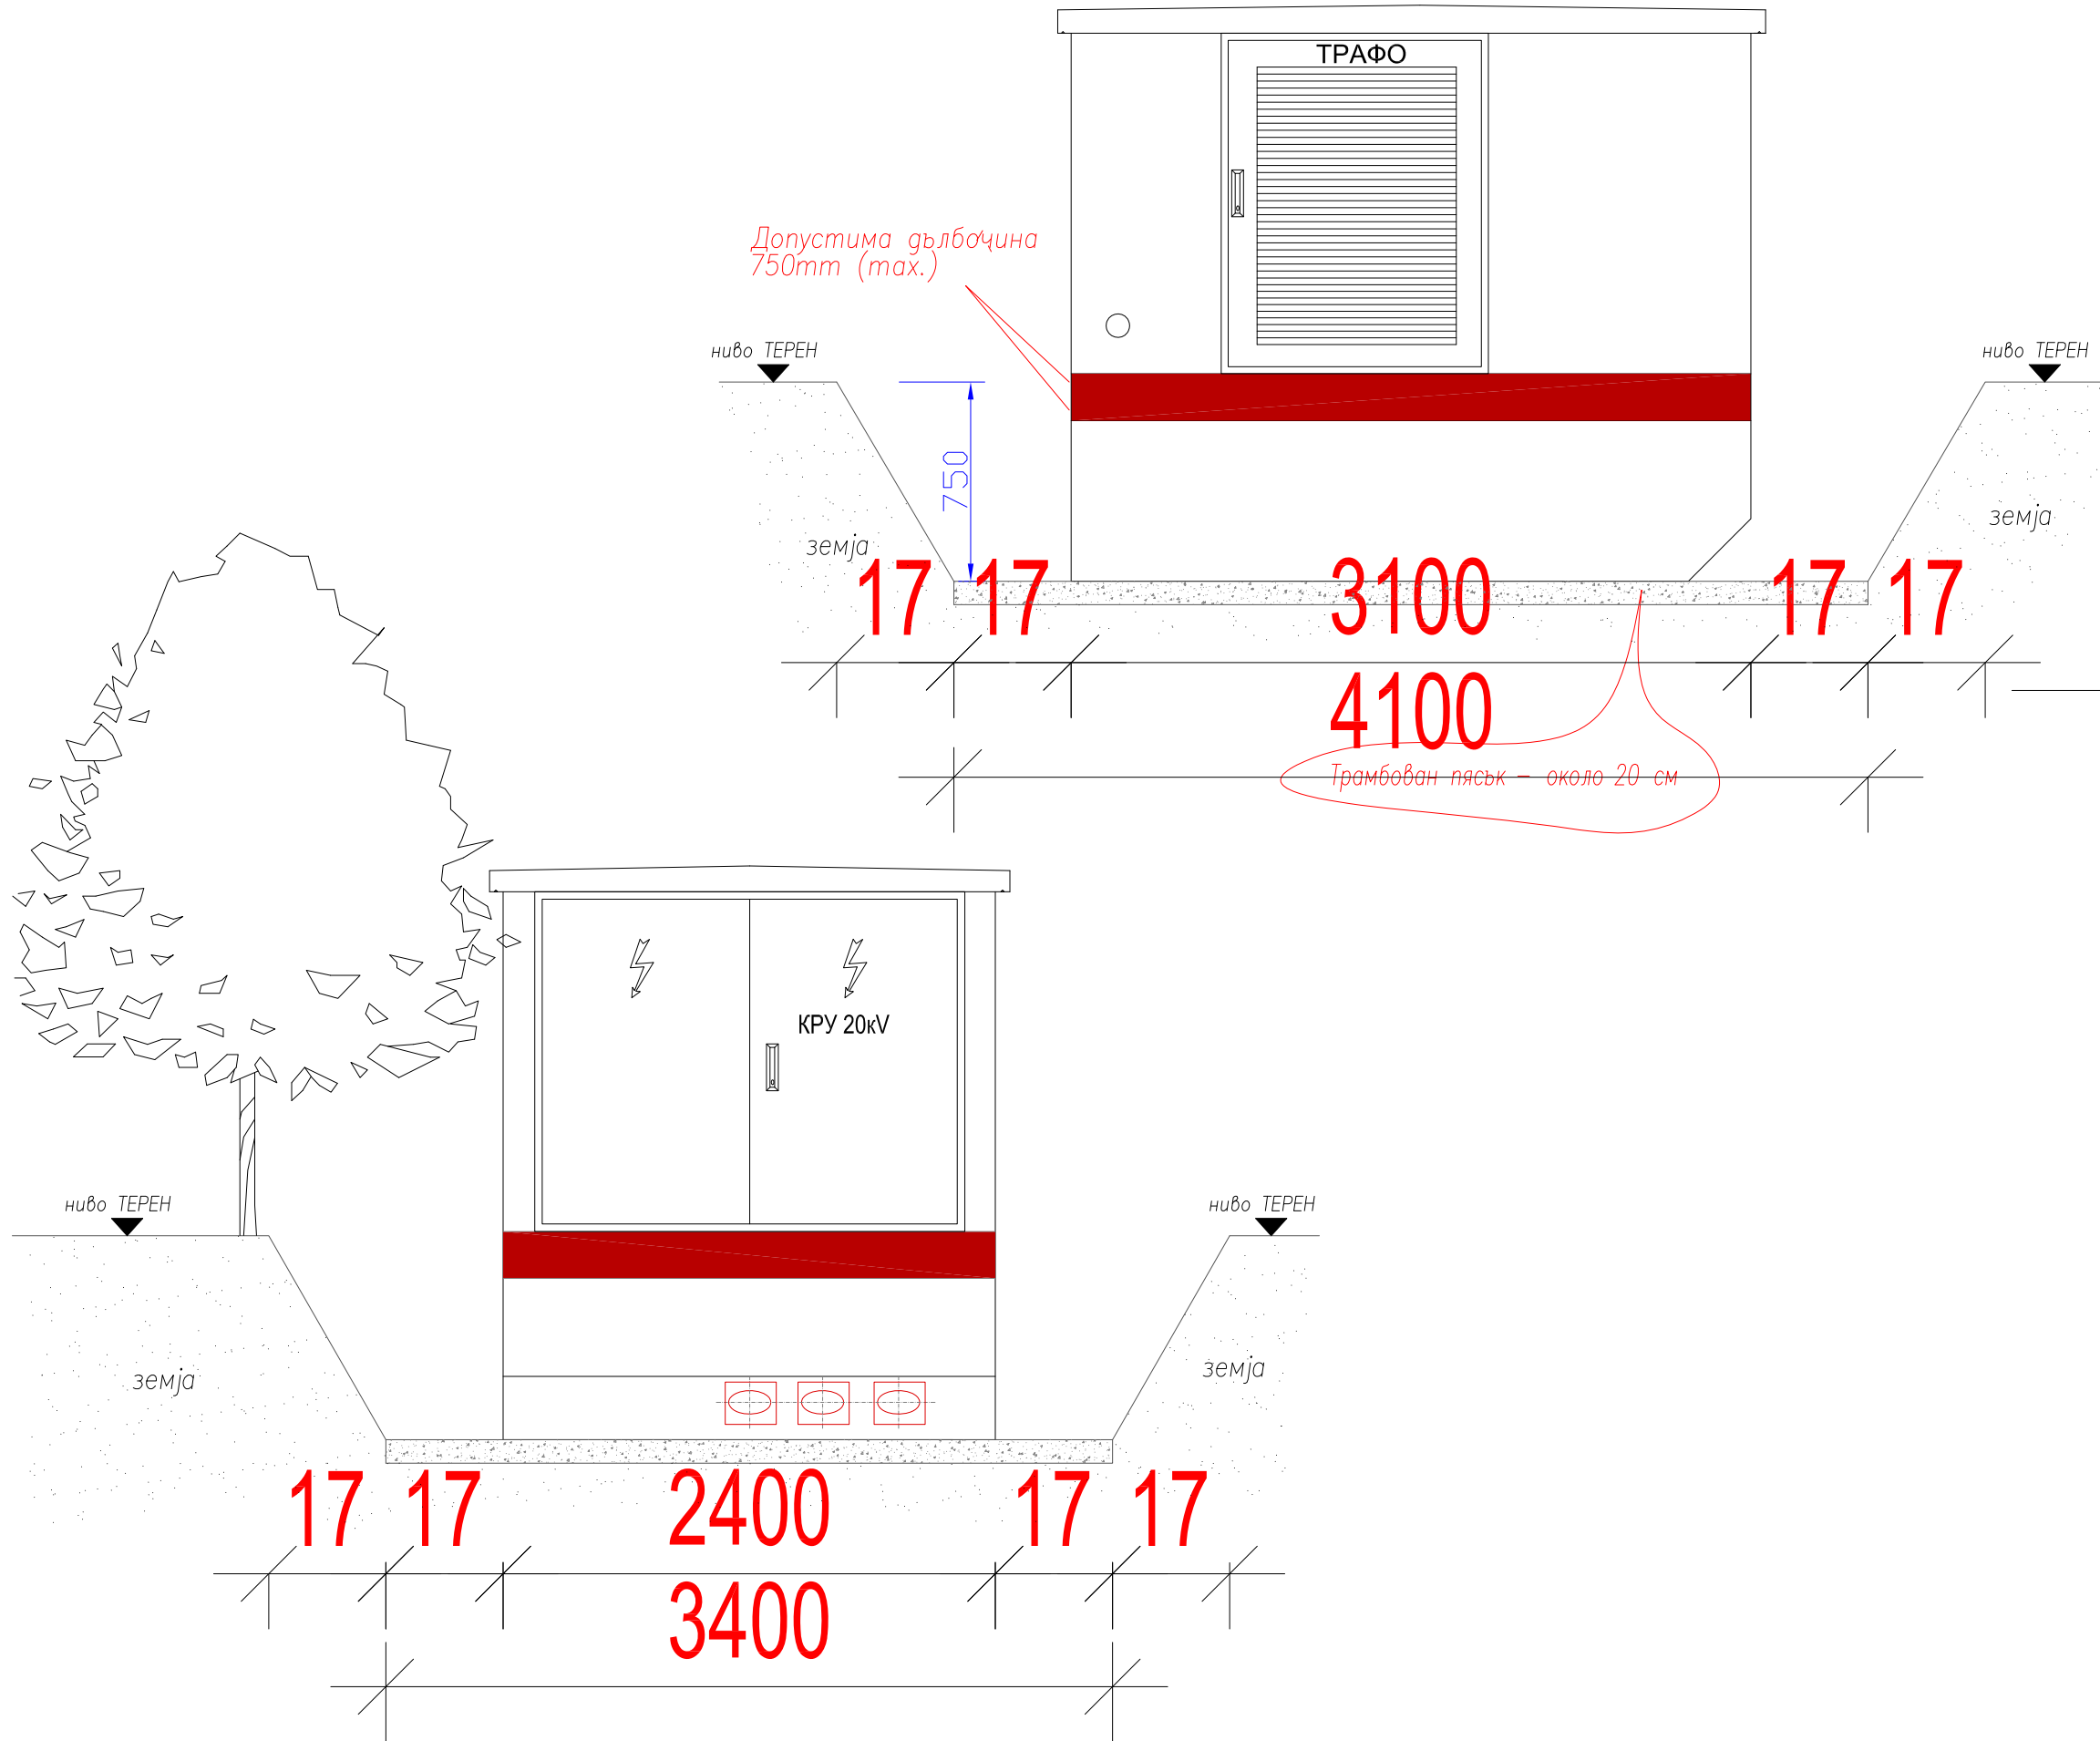 ТРАФО
Допустима дълбочина
750mm (max.)
ниво ТЕРЕН
ниво ТЕРЕН
750
земја
земја
17 17 3100 17 17
4100
Трамбован пясък – около 20 см
КРУ 20кV
ниво ТЕРЕН
ниво ТЕРЕН
земја
земја
17 17 2400 17 17
3400